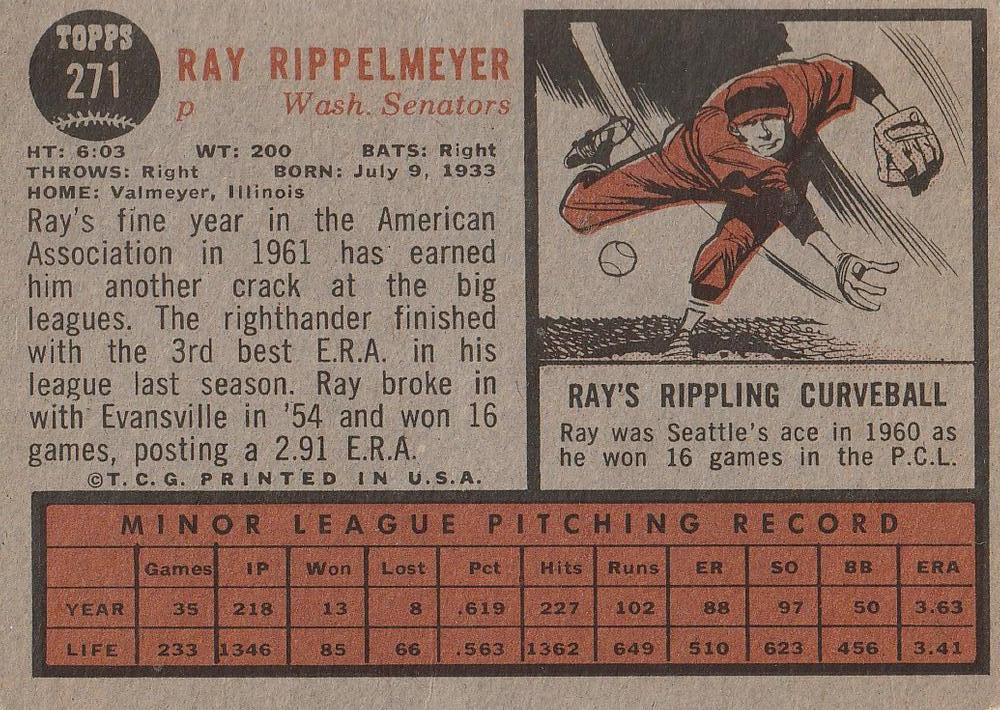 TOPPS
271
RAY RIPPELMEYER
p Wash. Senators
HT: 6:03 WT: 200 BATS: Right
THROWS: Right BORN: July 9, 1933
HOME: Valmeyer, Illinois
Ray's fine year in the American
Association in 1961 has earned
him another crack at the big
leagues. The righthander finished
with the 3rd best E.R.A. in his
league last season. Ray broke in
with Evansville in '54 and won 16
games, posting a 2.91 E.R.A.
©T. C. G. PRINTED IN U.S.A.
RAY'S RIPPLING CURVEBALL
Ray was Seattle's ace in 1960 as
he won 16 games in the P.C.L.
MINOR LEAGUE PITCHING RECORD
Games IP Won Lost Pct Hits Runs ER SO BB ERA
YEAR 35 218 13 8 .619 227 102 88 97 50 3.63
LIFE 233 1346 85 66 .563 1362 649 510 623 456 3.41